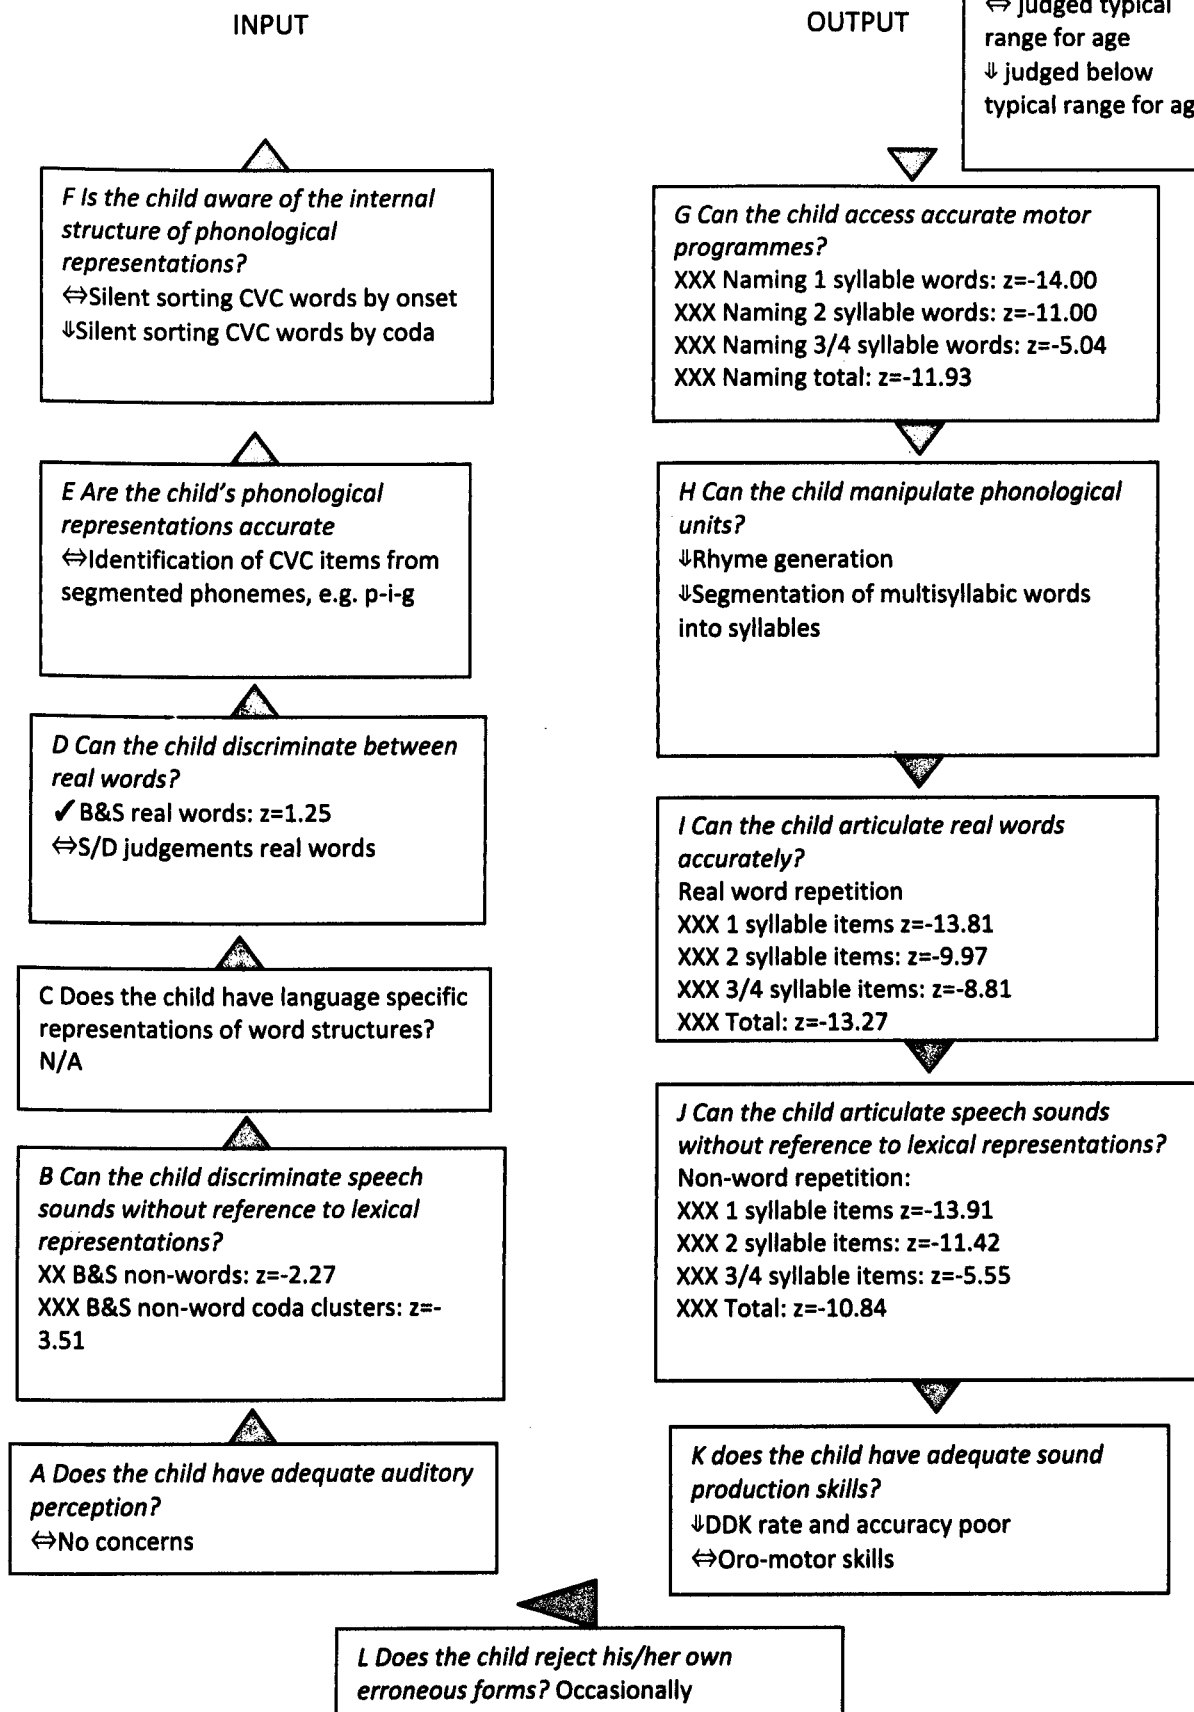 INPUT
OUTPUT
⇔ judged typical
range for age
⇓ judged below
typical range for ag
F Is the child aware of the internal
structure of phonological
representations?
⇔Silent sorting CVC words by onset
⇓Silent sorting CVC words by coda
E Are the child's phonological
representations accurate
⇔Identification of CVC items from
segmented phonemes, e.g. p-i-g
D Can the child discriminate between
real words?
✓ B&S real words: z=1.25
⇔S/D judgements real words
C Does the child have language specific
representations of word structures?
N/A
B Can the child discriminate speech
sounds without reference to lexical
representations?
XX B&S non-words: z=-2.27
XXX B&S non-word coda clusters: z=-
3.51
A Does the child have adequate auditory
perception?
⇔No concerns
G Can the child access accurate motor
programmes?
XXX Naming 1 syllable words: z=-14.00
XXX Naming 2 syllable words: z=-11.00
XXX Naming 3/4 syllable words: z=-5.04
XXX Naming total: z=-11.93
H Can the child manipulate phonological
units?
⇓Rhyme generation
⇓Segmentation of multisyllabic words
into syllables
I Can the child articulate real words
accurately?
Real word repetition
XXX 1 syllable items z=-13.81
XXX 2 syllable items: z=-9.97
XXX 3/4 syllable items: z=-8.81
XXX Total: z=-13.27
J Can the child articulate speech sounds
without reference to lexical representations?
Non-word repetition:
XXX 1 syllable items z=-13.91
XXX 2 syllable items: z=-11.42
XXX 3/4 syllable items: z=-5.55
XXX Total: z=-10.84
K does the child have adequate sound
production skills?
⇓DDK rate and accuracy poor
⇔Oro-motor skills
L Does the child reject his/her own
erroneous forms? Occasionally